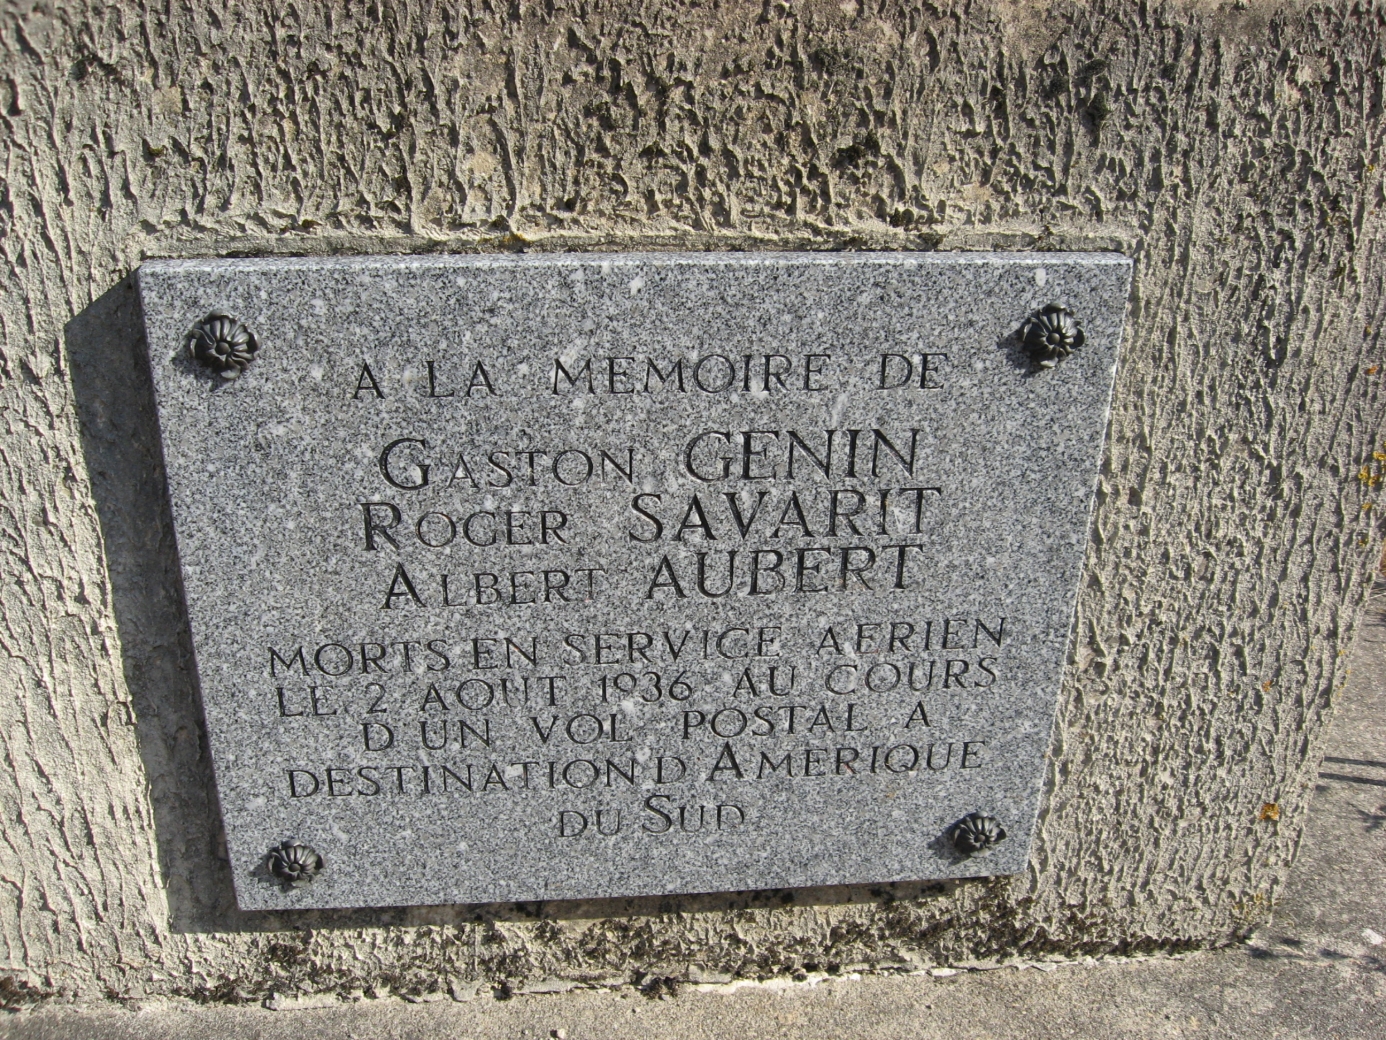 A LA MEMOIRE DE
GASTON GENIN
ROGER SAVARIT
ALBERT AUBERT
MORTS EN SERVICE AERIEN
LE 2 AOUT 1936 AU COURS
D'UN VOL POSTAL A
DESTINATION D'AMERIQUE
DU SUD